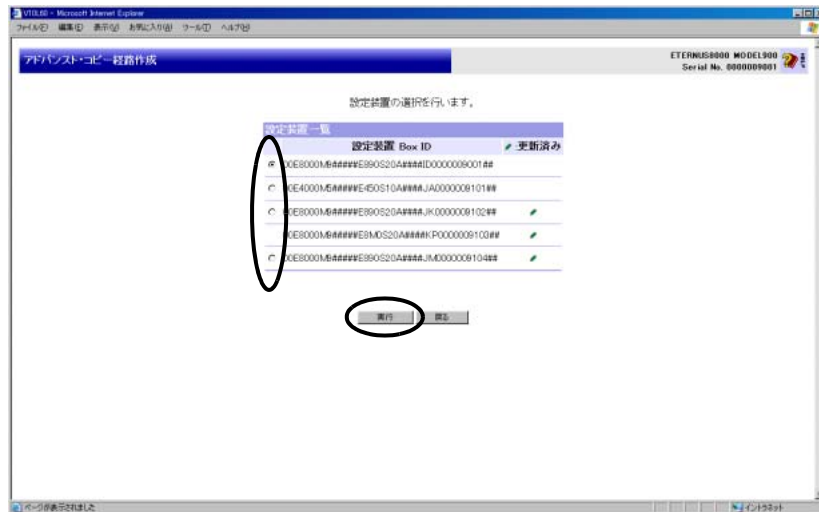 V10L60 - Microsoft Internet Explorer
ファイル(F) 編集(E) 表示(V) お気に入り(A) ツール(T) ヘルプ(H)
アドバンスト・コピー経路作成
ETERNUS8000 MODEL900
Serial No. 0000009001
設定装置の選択を行います。
設定装置一覧
設定装置 Box ID 更新済み
00E8000M9#####E890S20A####ID0000009001##
00E4000M5#####E450S10A####JA0000009101##
00E8000M9#####E890S20A####JK0000009102##
00E8000M9#####E8M0S20A####KP0000009103##
00E8000M9#####E890S20A####JM0000009104##
実行 戻る
ページが表示されました
イントラネット